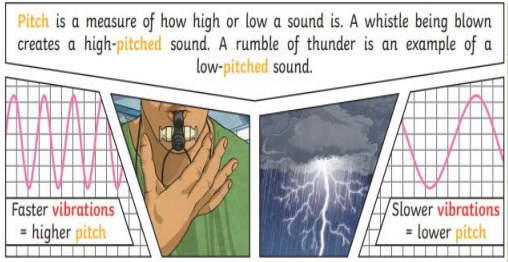 Pitch is a measure of how high or low a sound is. A whistle being blown
creates a high-pitched sound. A rumble of thunder is an example of a
low-pitched sound.
Faster vibrations
= higher pitch
Slower vibrations
= lower pitch